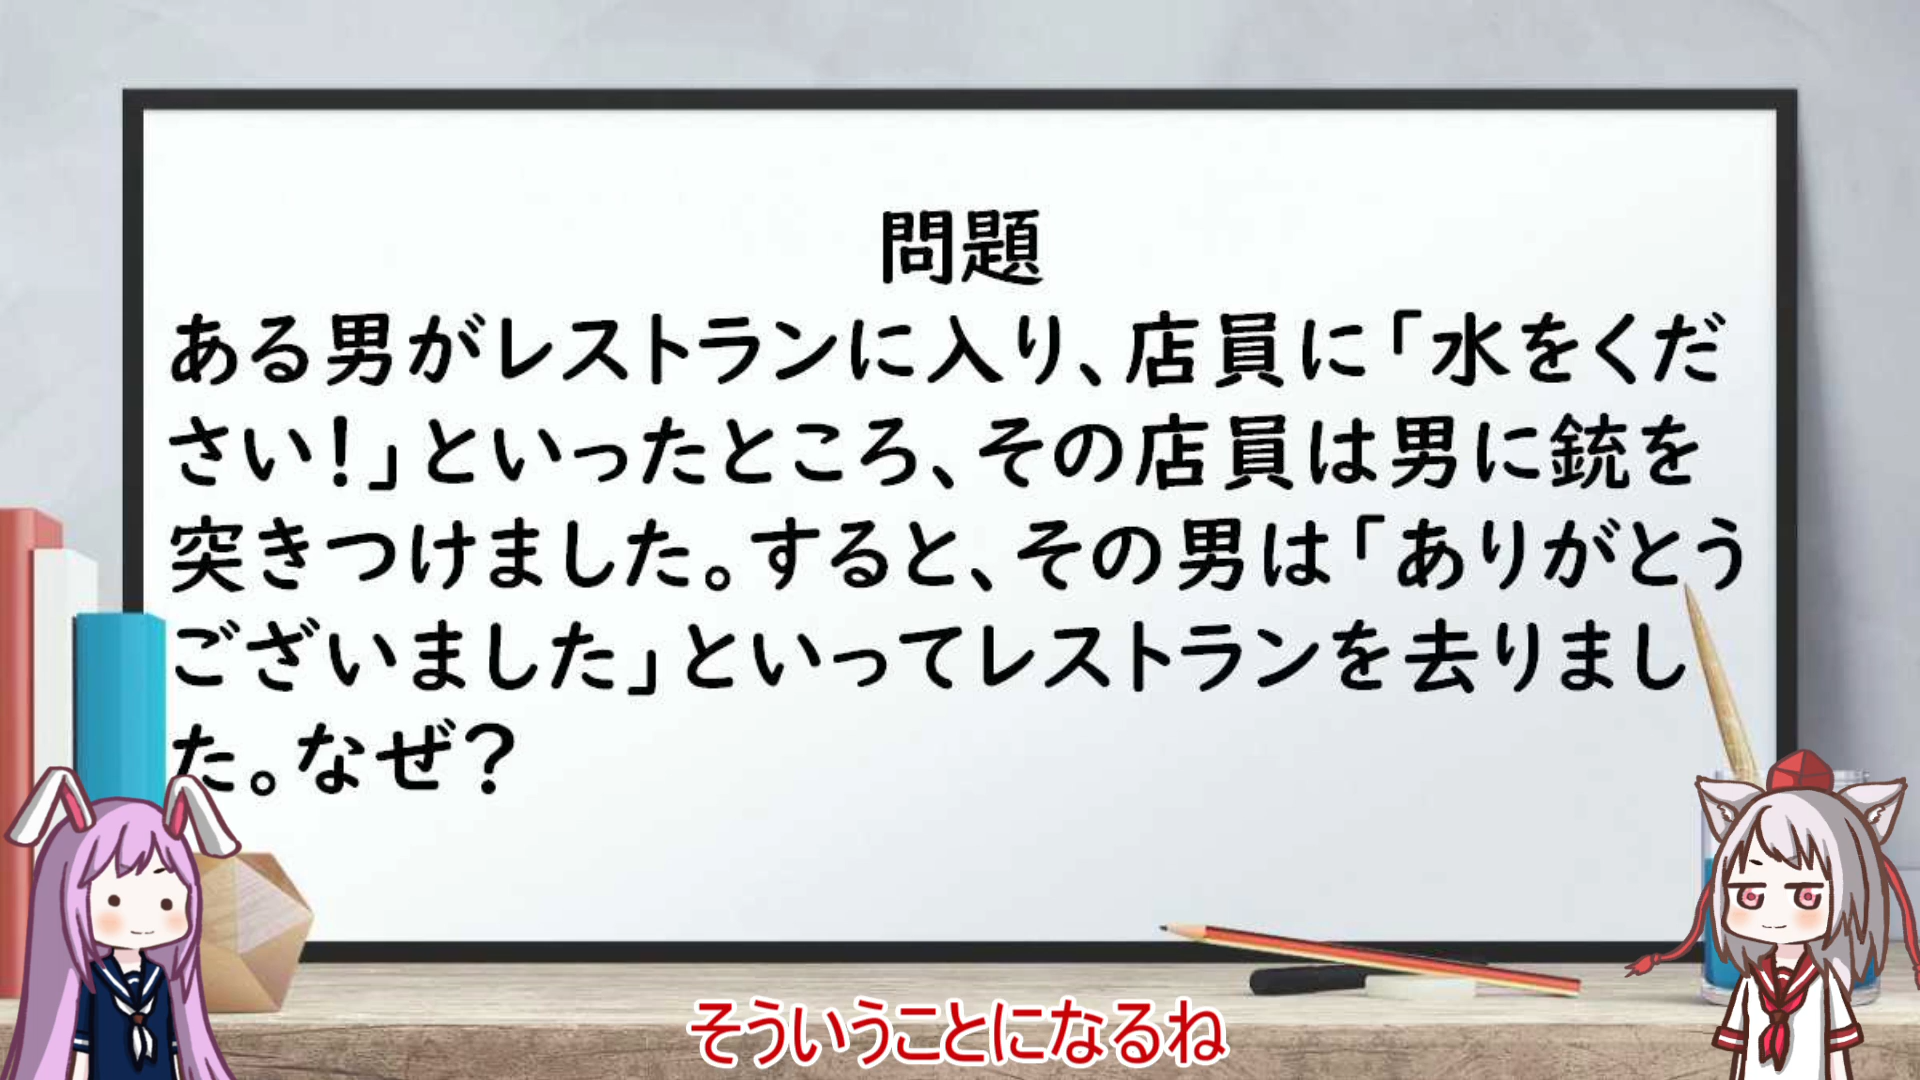 問題
ある男がレストランに入り、店員に「水をくだ
さい！」といったところ、その店員は男に銃を
突きつけました。すると、その男は「ありがとう
ございました」といってレストランを去りまし
た。なぜ？
そういうことになるね